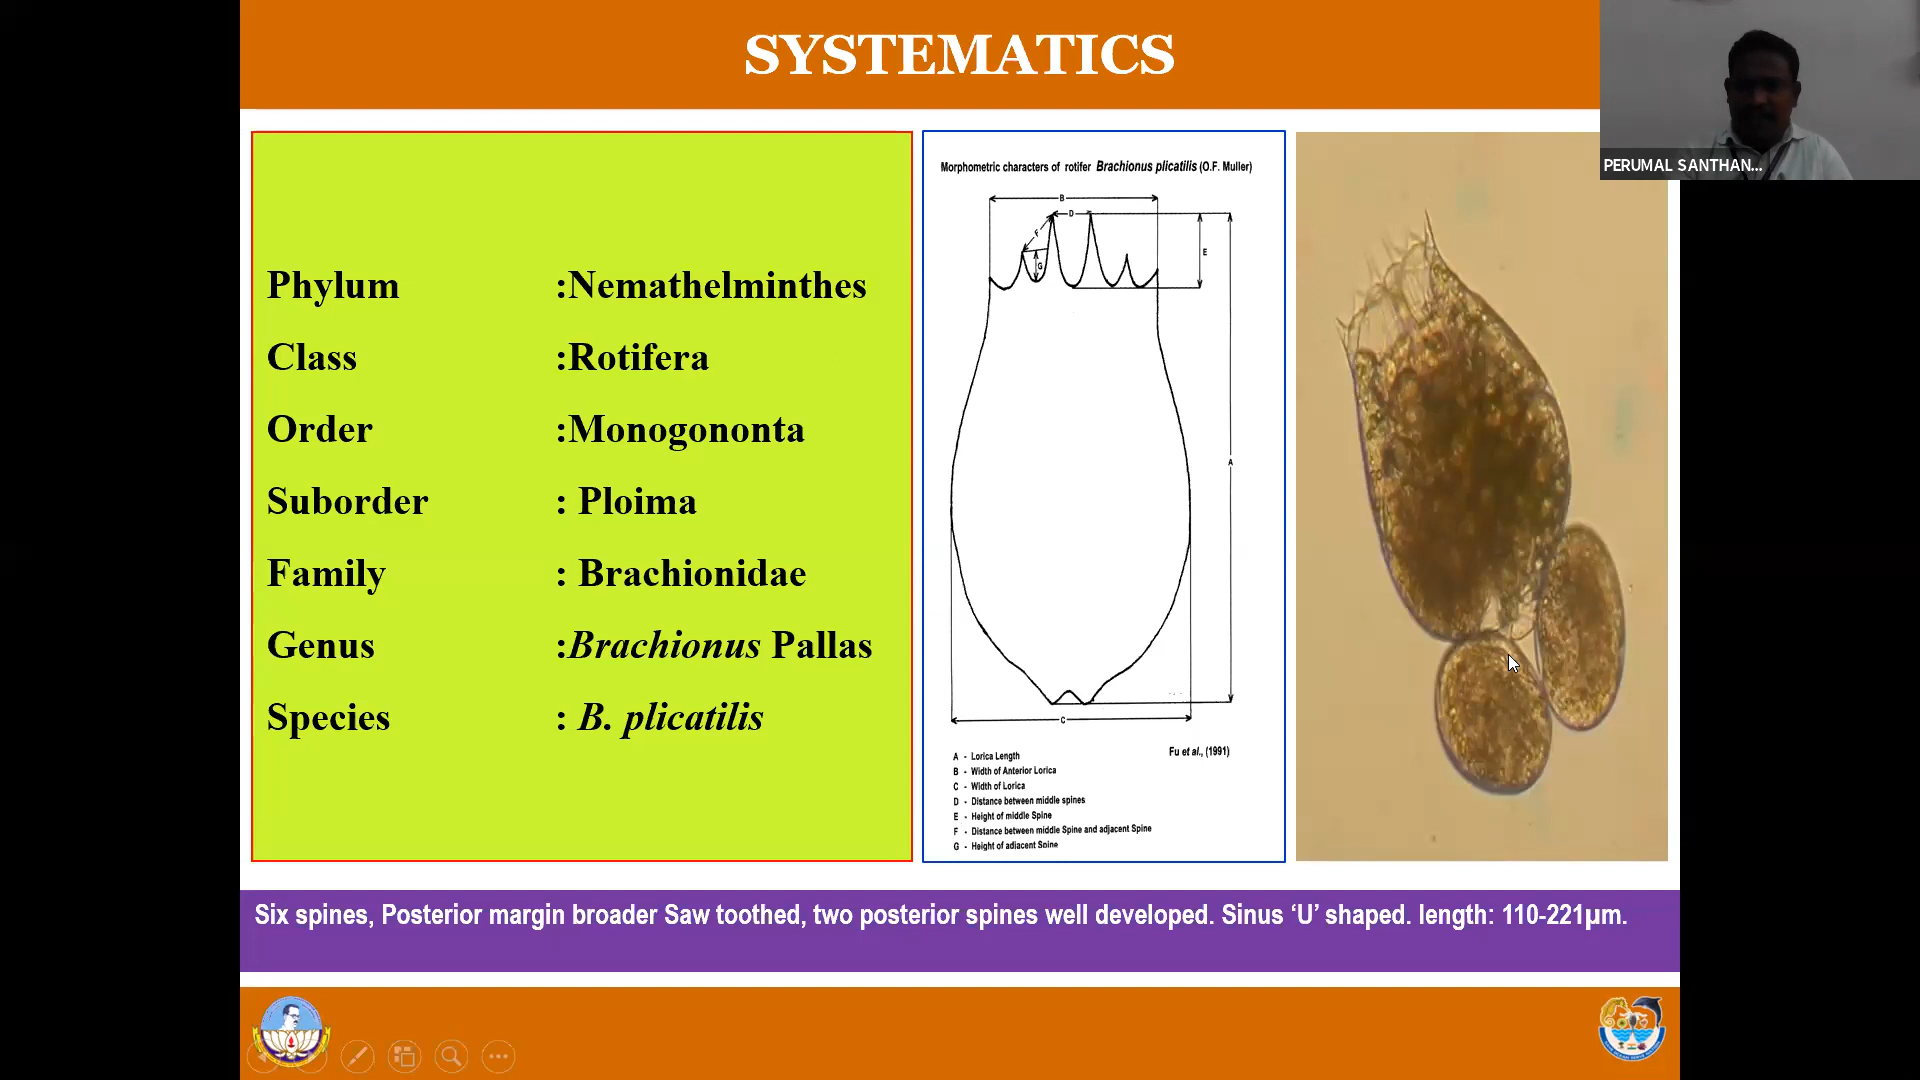 SYSTEMATICS
PERUMAL SANTHAN...
Phylum :Nemathelminthes
Class :Rotifera
Order :Monogononta
Suborder : Ploima
Family : Brachionidae
Genus :Brachionus Pallas
Species : B. plicatilis
Morphometric characters of rotifer Brachionus plicatilis (O.F. Muller)
B
D
F
E
G
A
C
Fu et al., (1991)
A - Lorica Length
B - Width of Anterior Lorica
C - Width of Lorica
D - Distance between middle spines
E - Height of middle Spine
F - Distance between middle Spine and adjacent Spine
G - Height of adjacent Spine
Six spines, Posterior margin broader Saw toothed, two posterior spines well developed. Sinus ‘U’ shaped. length: 110-221µm.